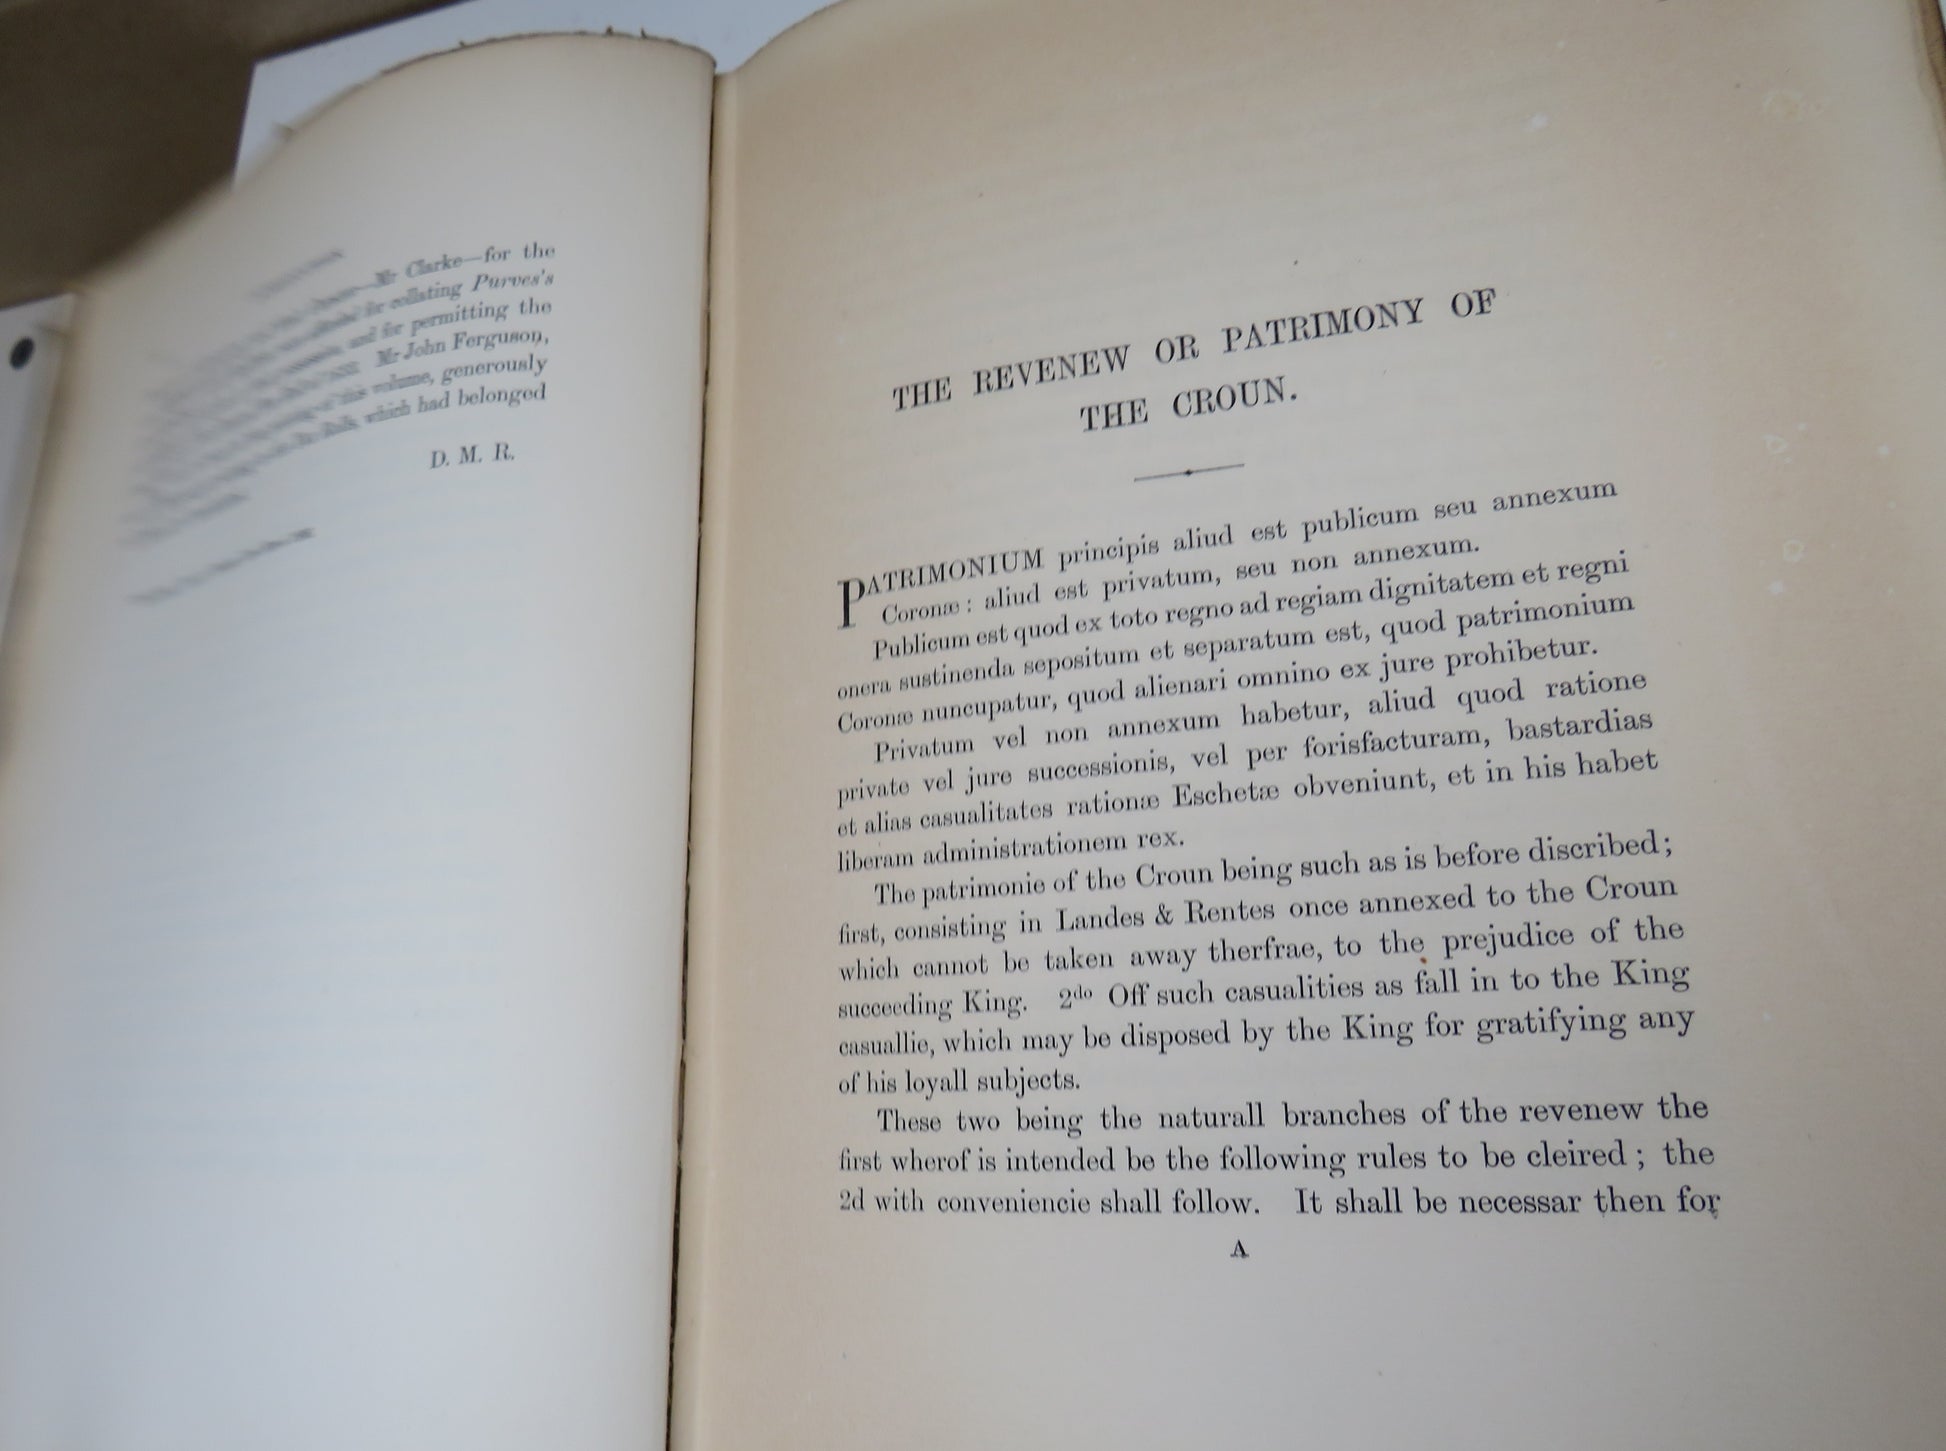 Mr Clarke—for the
collating Purves's
and for permitting the
Mr John Ferguson,
of this volume, generously
which had belonged
D. M. R.
THE REVENEW OR PATRIMONY OF
THE CROUN.
PATRIMONIUM principis aliud est publicum seu annexum
Coronæ: aliud est privatum, seu non annexum.
Publicum est quod ex toto regno ad regiam dignitatem et regni
onera sustinenda sepositum et separatum est, quod patrimonium
Coronæ nuncupatur, quod alienari omnino ex jure prohibetur.
Privatum vel non annexum habetur, aliud quod ratione
private vel jure successionis, vel per forisfacturam, bastardias
et alias casualitates rationæ Eschetæ obveniunt, et in his habet
liberam administrationem rex.
The patrimonie of the Croun being such as is before discribed;
first, consisting in Landes & Rentes once annexed to the Croun
which cannot be taken away therfrae, to the prejudice of the
succeeding King. 2do Off such casualities as fall in to the King
casuallie, which may be disposed by the King for gratifying any
of his loyall subjects.
These two being the naturall branches of the revenew the
first wherof is intended be the following rules to be cleired; the
2d with conveniencie shall follow. It shall be necessar then for
A